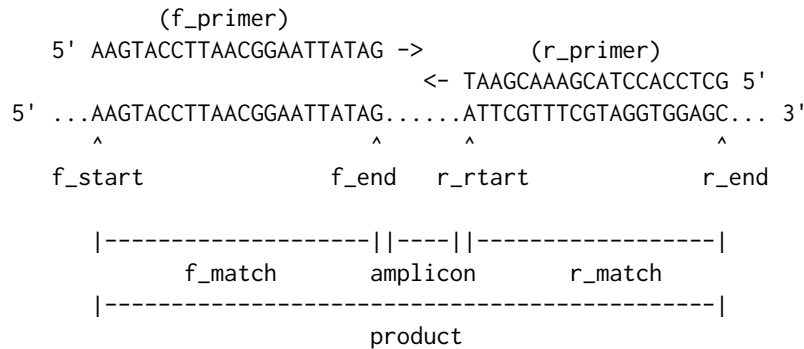 (f_primer)
5' AAGTACCTTAACGGAATTATAG -> (r_primer)
<- TAAGCAAAGCATCCACCTCG 5'
5' ...AAGTACCTTAACGGAATTATAG......ATTCGTTTCGTAGGTGGAGC... 3'
^ ^ ^ ^
f_start f_end r_rtart r_end
|---------------------||----||------------------|
f_match amplicon r_match
|-----------------------------------------------|
product